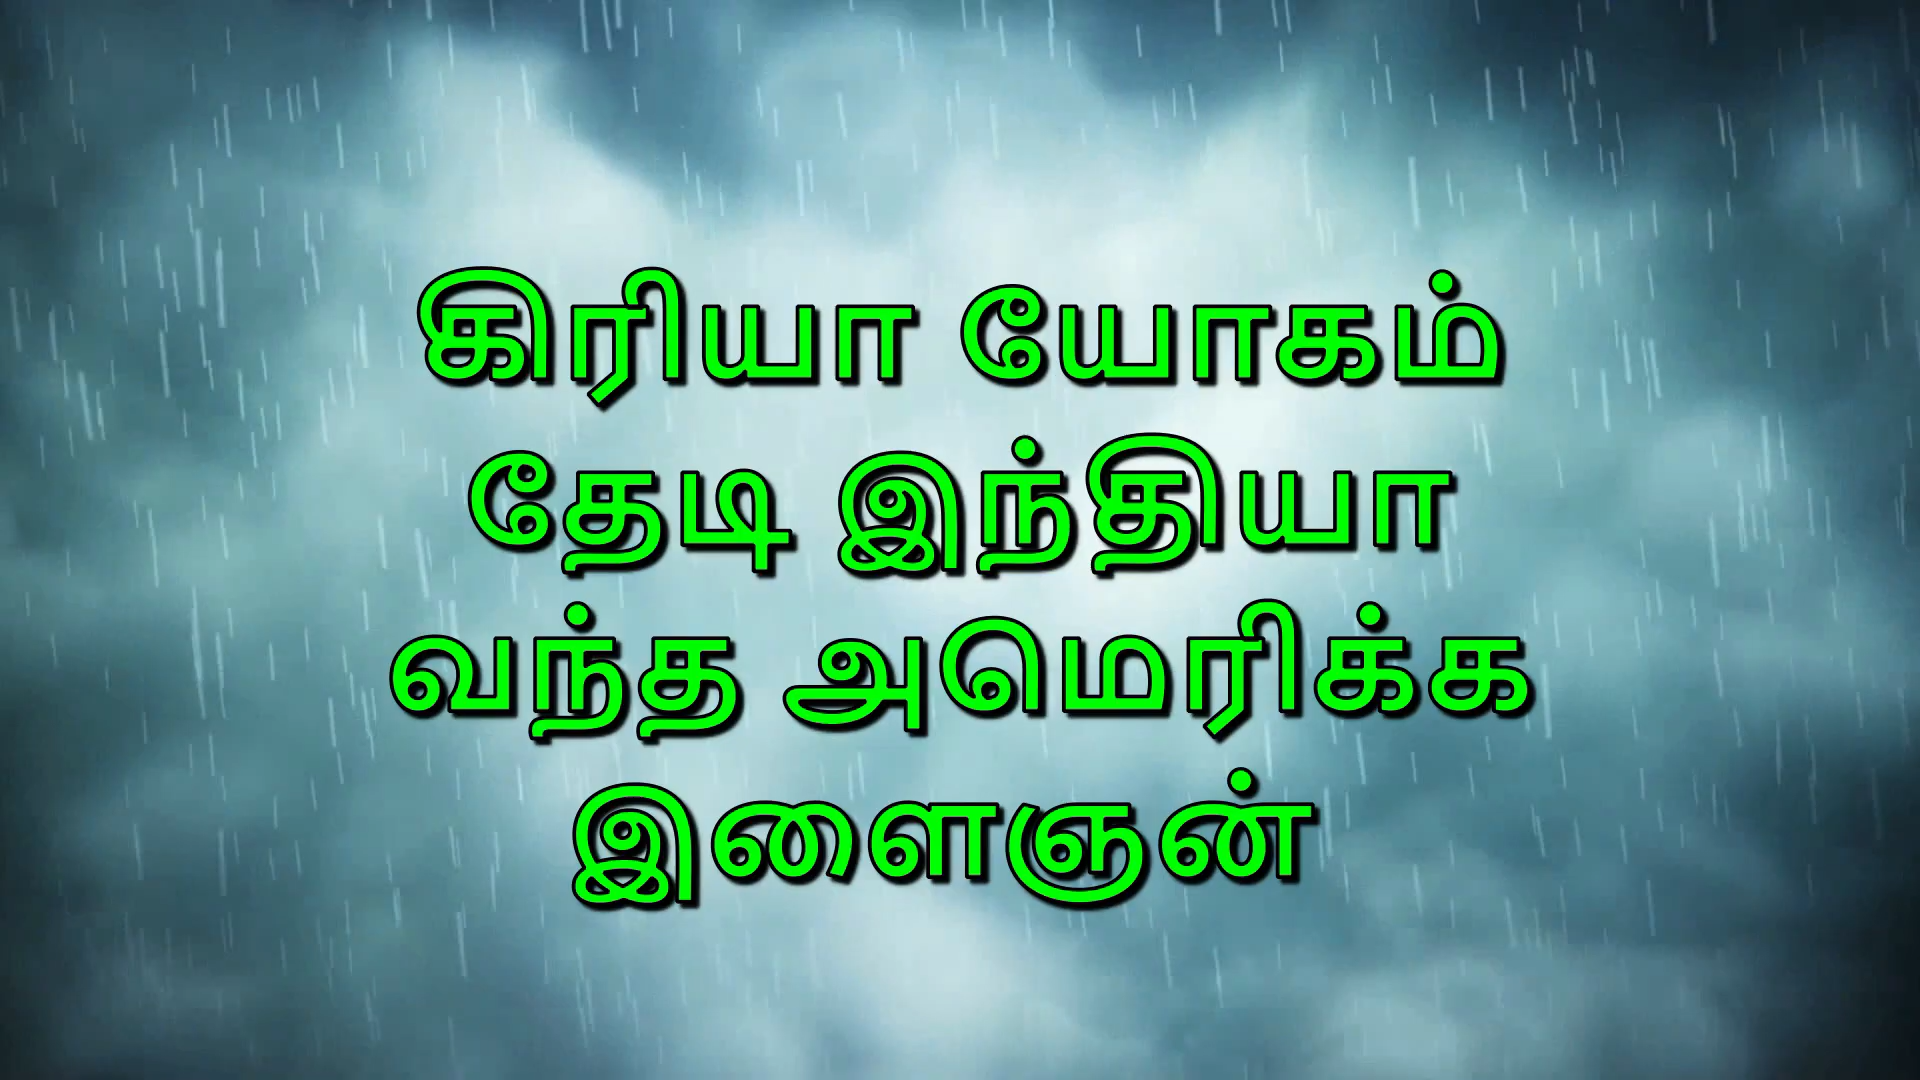 கிரியா யோகம்
தேடி இந்தியா
வந்த அமெரிக்க
இளைஞன்